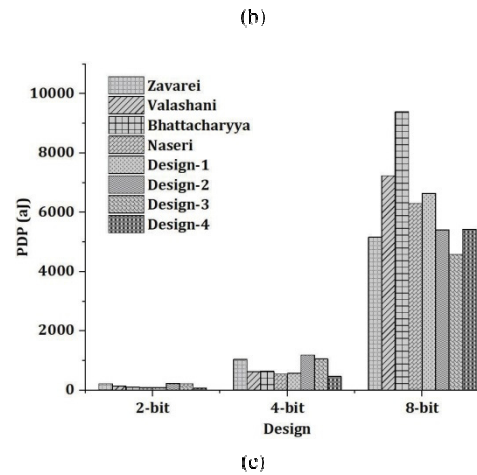 (b)
10000
8000
6000
4000
2000
0
PDP (aJ)
Zavarei
Valashani
Bhattacharyya
Naseri
Design-1
Design-2
Design-3
Design-4
2-bit 4-bit 8-bit
Design
(c)